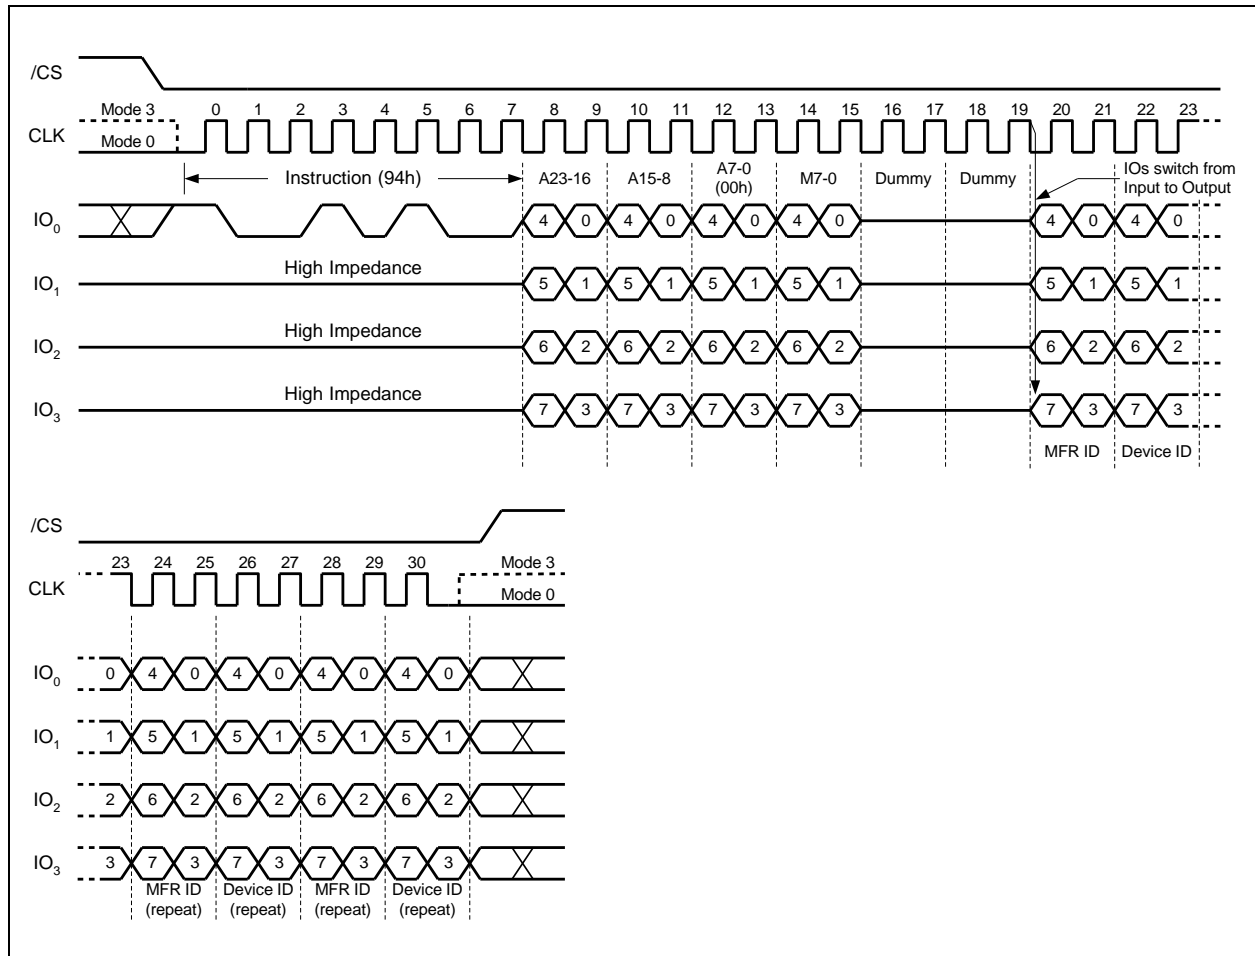 /CS
Mode 3 0 1 2 3 4 5 6 7 8 9 10 11 12 13 14 15 16 17 18 19 20 21 22 23
CLK
Mode 0
Instruction (94h) A23-16 A15-8 A7-0 (00h) M7-0 Dummy Dummy IOs switch from Input to Output
IO0 4 0 4 0 4 0 4 0 4 0 4 0
High Impedance
IO1 5 1 5 1 5 1 5 1 5 1 5 1
High Impedance
IO2 6 2 6 2 6 2 6 2 6 2 6 2
High Impedance
IO3 7 3 7 3 7 3 7 3 7 3 7 3
MFR ID Device ID
/CS
23 24 25 26 27 28 29 30 Mode 3
CLK
Mode 0
IO0 0 4 0 4 0 4 0 4 0
IO1 1 5 1 5 1 5 1 5 1
IO2 2 6 2 6 2 6 2 6 2
IO3 3 7 3 7 3 7 3 7 3
MFR ID Device ID MFR ID Device ID
(repeat) (repeat) (repeat) (repeat)